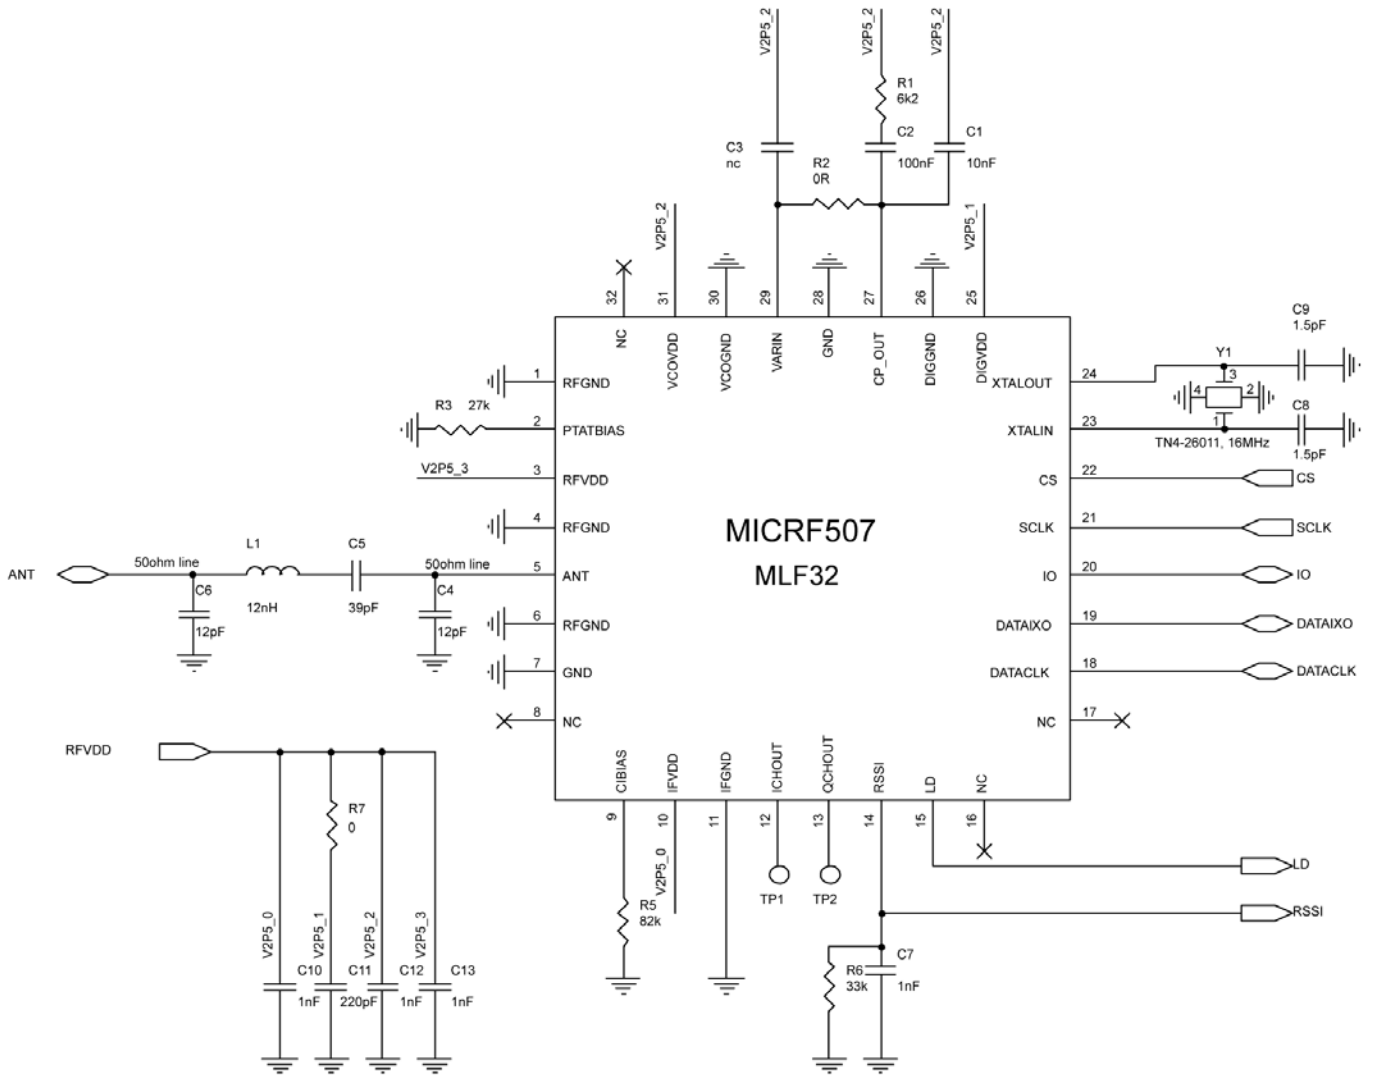 V2P5_2
V2P5_2
V2P5_2
R1
6k2
C3
nc
R2
0R
C2
100nF
C1
10nF
V2P5_2
V2P5_1
32
31
30
29
28
27
26
25
NC
VCOVDD
VCOGND
VARIN
GND
CP_OUT
DIGGND
DIGVDD
1 RFGND
R3 27k
2 PTATBIAS
V2P5_3
3 RFVDD
4 RFGND
ANT
50ohm line
L1
12nH
C5
39pF
50ohm line
C6
12pF
C4
12pF
5 ANT
6 RFGND
7 GND
8 NC
MICRF507
MLF32
XTALOUT 24
XTALIN 23
CS 22
SCLK 21
IO 20
DATAIXO 19
DATACLK 18
NC 17
C9
1.5pF
Y1
3
4
2
1
C8
1.5pF
TN4-26011, 16MHz
CS
SCLK
IO
DATAIXO
DATACLK
CIBIAS
IFVDD
IFGND
ICHOUT
QCHOUT
RSSI
LD
NC
9
10
11
12
13
14
15
16
V2P5_0
R5
82k
TP1
TP2
LD
RSSI
R6
33k
C7
1nF
RFVDD
R7
0
V2P5_0
V2P5_1
V2P5_2
V2P5_3
C10
1nF
C11
220pF
C12
1nF
C13
1nF